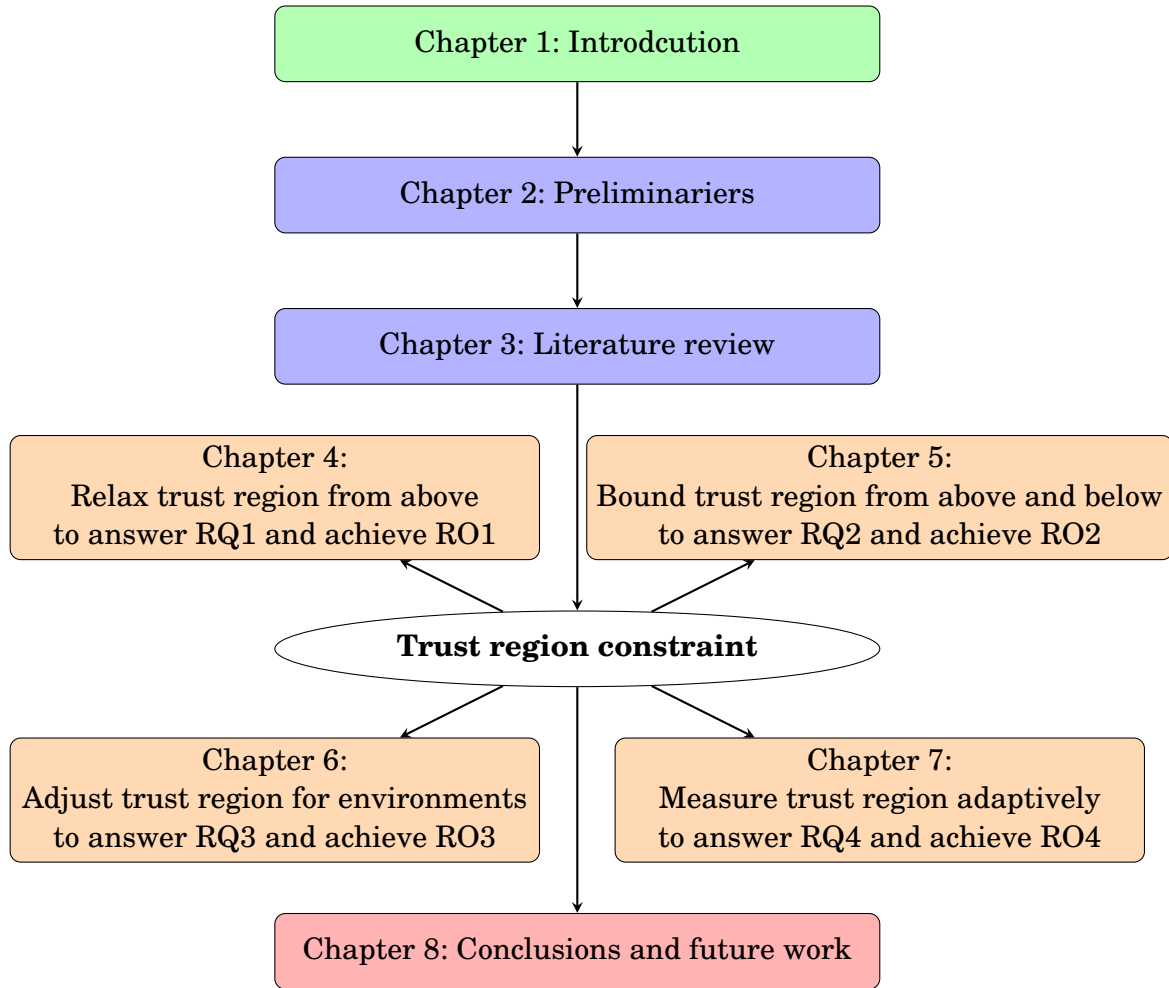 Chapter 1: Introdcution
Chapter 2: Preliminariers
Chapter 3: Literature review
Chapter 4:
Relax trust region from above
to answer RQ1 and achieve RO1
Chapter 5:
Bound trust region from above and below
to answer RQ2 and achieve RO2
Trust region constraint
Chapter 6:
Adjust trust region for environments
to answer RQ3 and achieve RO3
Chapter 7:
Measure trust region adaptively
to answer RQ4 and achieve RO4
Chapter 8: Conclusions and future work